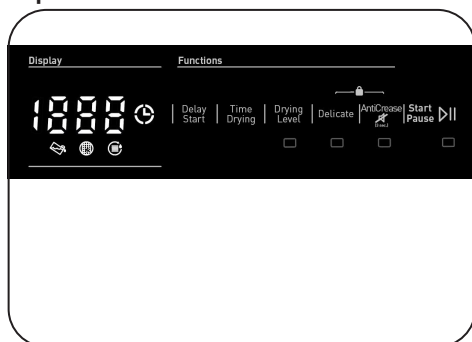 Display
Functions
1888
Delay
Start
Time
Drying
Drying
Level
Delicate
AntiCrease
Start
Pause